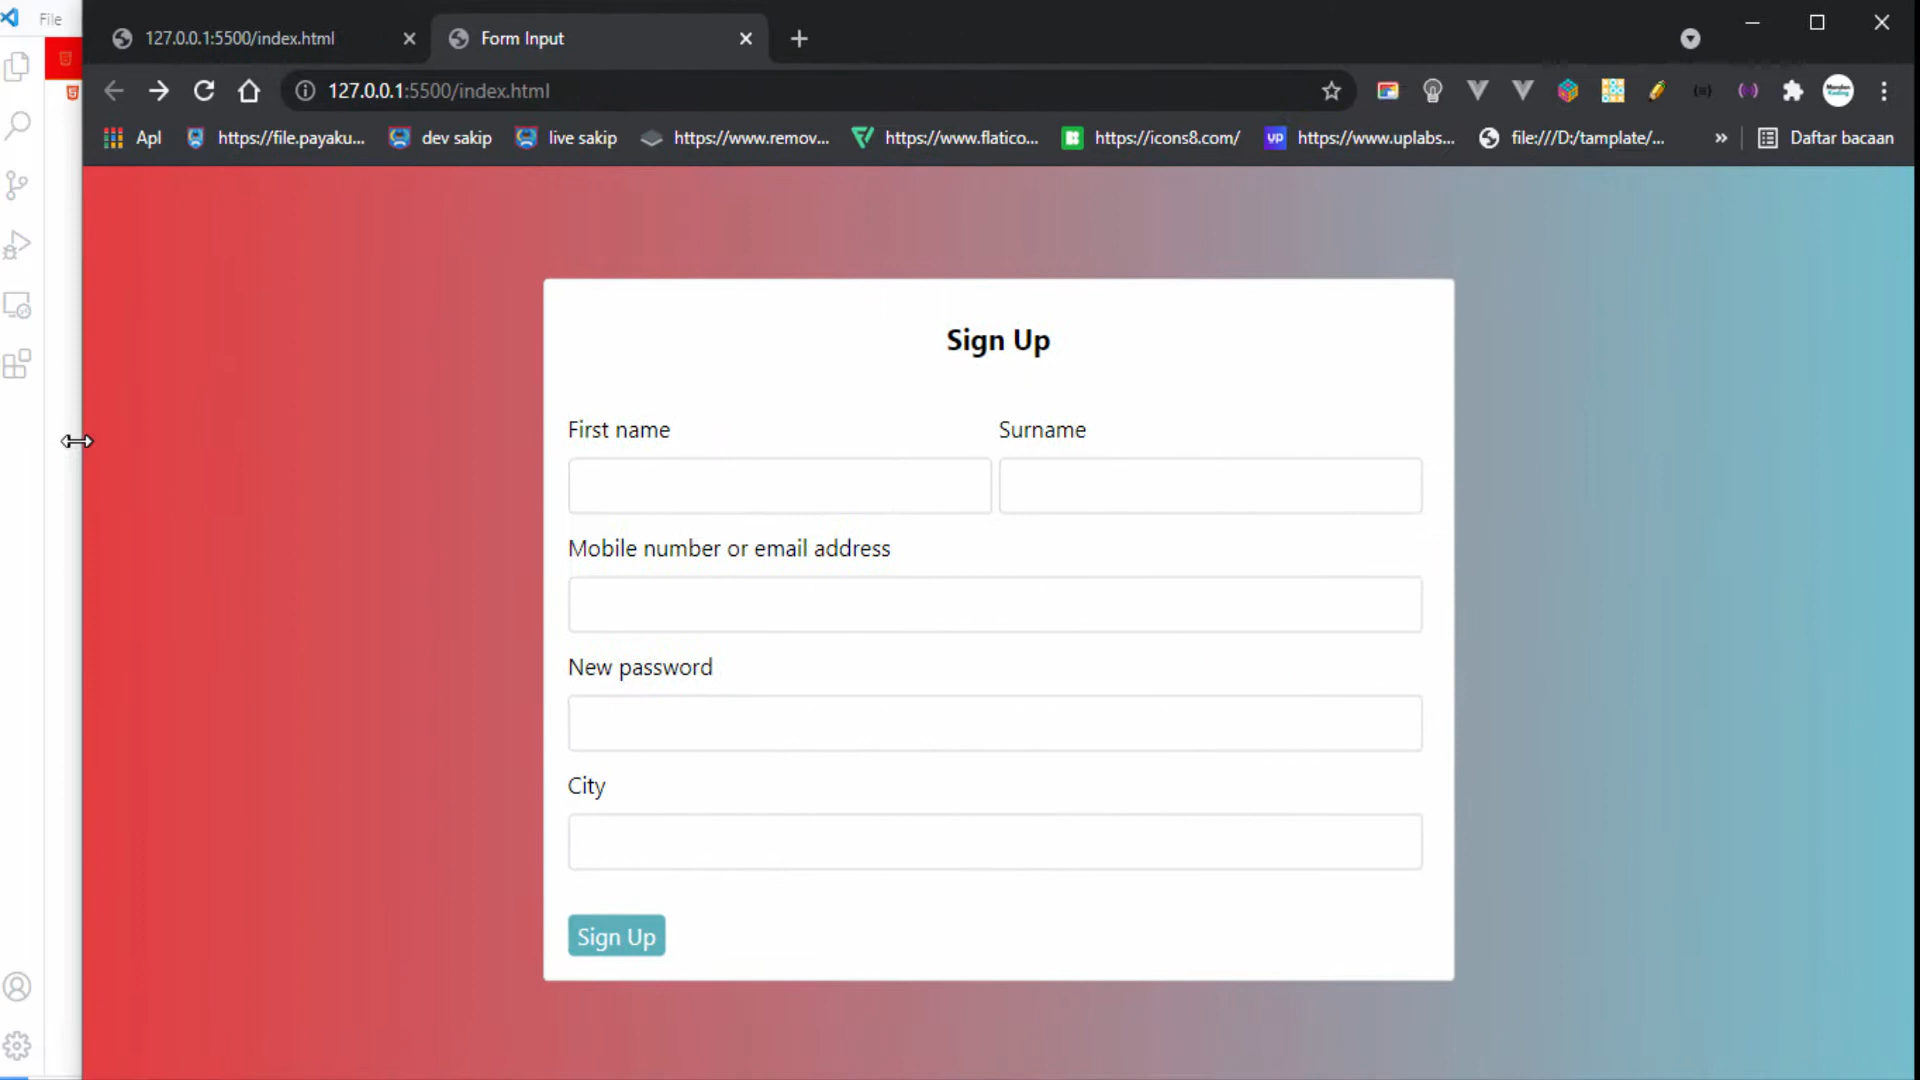 File
127.0.0.1:5500/index.html
Form Input
127.0.0.1:5500/index.html
Apl
https://file.payaku...
dev sakip
live sakip
https://www.remov...
https://www.flatico...
https://icons8.com/
up
https://www.uplabs...
file:///D:/tamplate/...
»
Daftar bacaan
Sign Up
First name
Surname
Mobile number or email address
New password
City
Sign Up